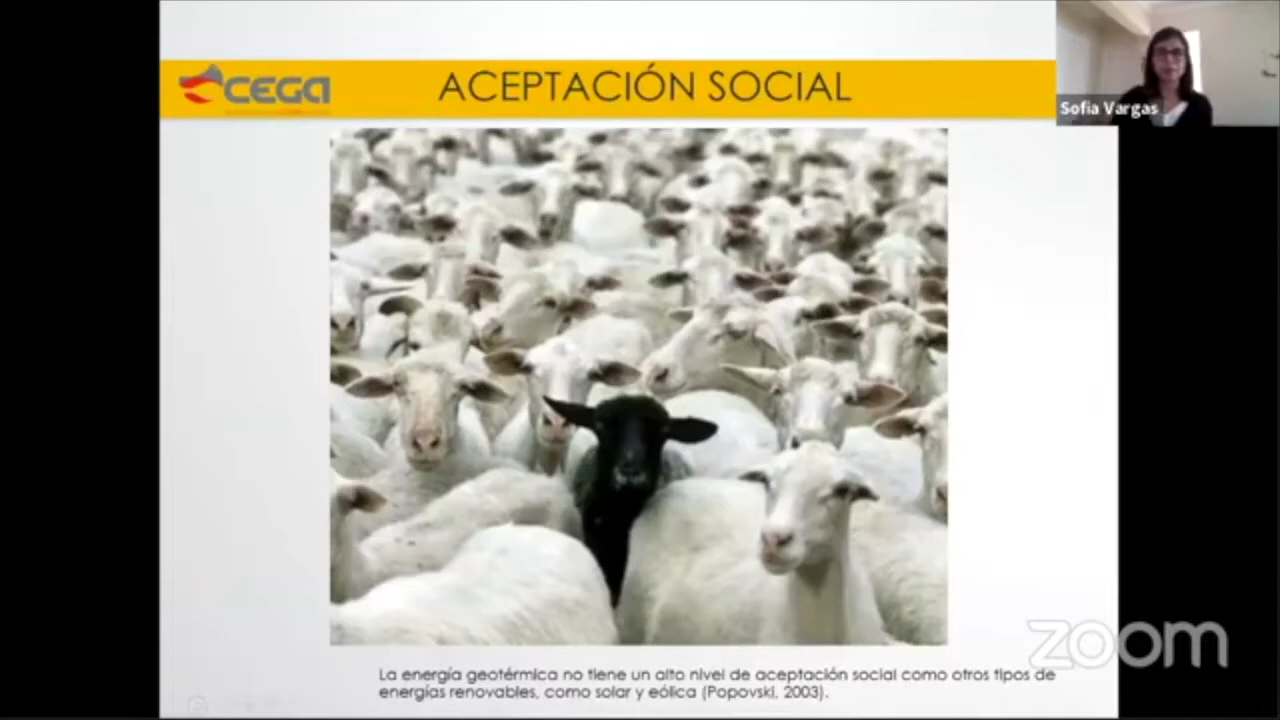 CEGA
ACEPTACIÓN SOCIAL
Sofia Vargas
La energía geotérmica no tiene un alto nivel de aceptación social como otros tipos de
energías renovables, como solar y eólica (Popovski, 2003).
zoom